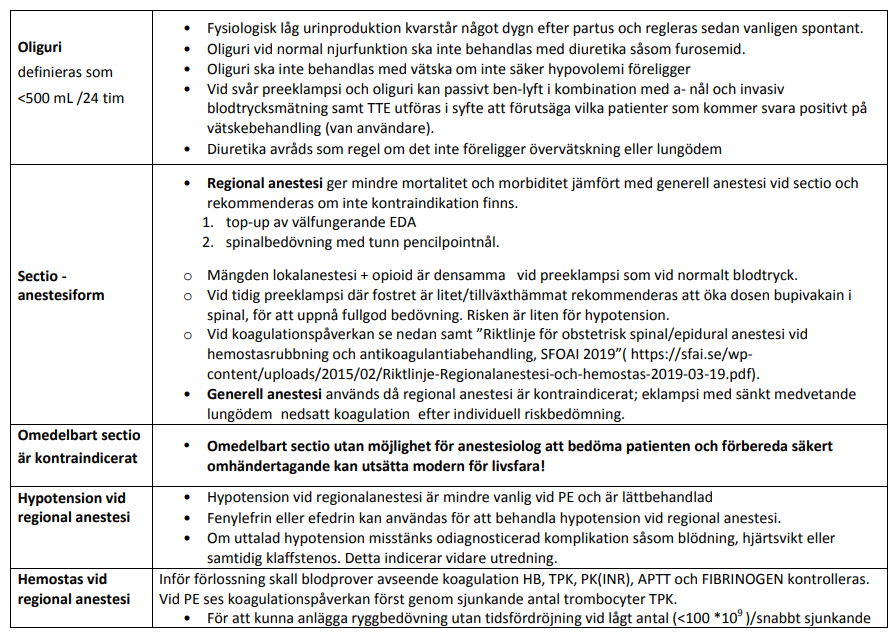 Oliguri
definieras som
<500 mL /24 tim
• Fysiologisk låg urinproduktion kvarstår något dygn efter partus och regleras sedan vanligen spontant.
• Oliguri vid normal njurfunktion ska inte behandlas med diuretika såsom furosemid.
• Oliguri ska inte behandlas med vätska om inte säker hypovolemi föreligger
• Vid svår preeklampsi och oliguri kan passivt ben-lyft i kombination med a- nål och invasiv
blodtrycksmätning samt TTE utföras i syfte att förutsäga vilka patienter som kommer svara positivt på
vätskebehandling (van användare).
• Diuretika avråds som regel om det inte föreligger övervätskning eller lungödem
Sectio -
anestesiform
• Regional anestesi ger mindre mortalitet och morbiditet jämfört med generell anestesi vid sectio och
rekommenderas om inte kontraindikation finns.
1. top-up av välfungerande EDA
2. spinalbedövning med tunn pencilpointnål.
o Mängden lokalanestesi + opioid är densamma vid preeklampsi som vid normalt blodtryck.
o Vid tidig preeklampsi där fostret är litet/tillväxthämmat rekommenderas att öka dosen bupivakain i
spinal, för att uppnå fullgod bedövning. Risken är liten för hypotension.
o Vid koagulationspåverkan se nedan samt ”Riktlinje för obstetrisk spinal/epidural anestesi vid
hemostasrubbning och antikoagulantiabehandling, SFOAI 2019”( https://sfai.se/wp-
content/uploads/2015/02/Riktlinje-Regionalanestesi-och-hemostas-2019-03-19.pdf).
• Generell anestesi används då regional anestesi är kontraindicerat; eklampsi med sänkt medvetande
lungödem nedsatt koagulation efter individuell riskbedömning.
Omedelbart sectio
är kontraindicerat
• Omedelbart sectio utan möjlighet för anestesiolog att bedöma patienten och förbereda säkert
omhändertagande kan utsätta modern för livsfara!
Hypotension vid
regional anestesi
• Hypotension vid regionalanestesi är mindre vanlig vid PE och är lättbehandlad
• Fenylefrin eller efedrin kan användas för att behandla hypotension vid regional anestesi.
• Om uttalad hypotension misstänks odiagnosticerad komplikation såsom blödning, hjärtsvikt eller
samtidig klaffstenos. Detta indicerar vidare utredning.
Hemostas vid
regional anestesi
Inför förlossning skall blodprover avseende koagulation HB, TPK, PK(INR), APTT och FIBRINOGEN kontrolleras.
Vid PE ses koagulationspåverkan först genom sjunkande antal trombocyter TPK.
• För att kunna anlägga ryggbedövning utan tidsfördröjning vid lågt antal (<100 *10⁹ )/snabbt sjunkande